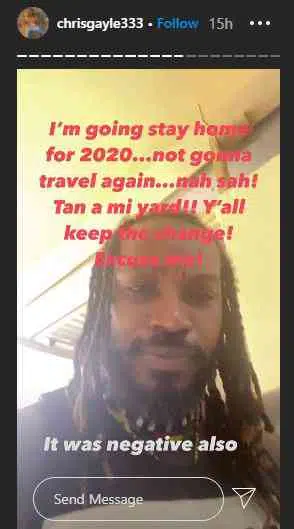 chrisgayle333 • Follow 15h
I'm going stay home
for 2020...not gonna
travel again...nah sah!
Tan a mi yard!! Y'all
keep the change!
Excuse me!
It was negative also
Send Message